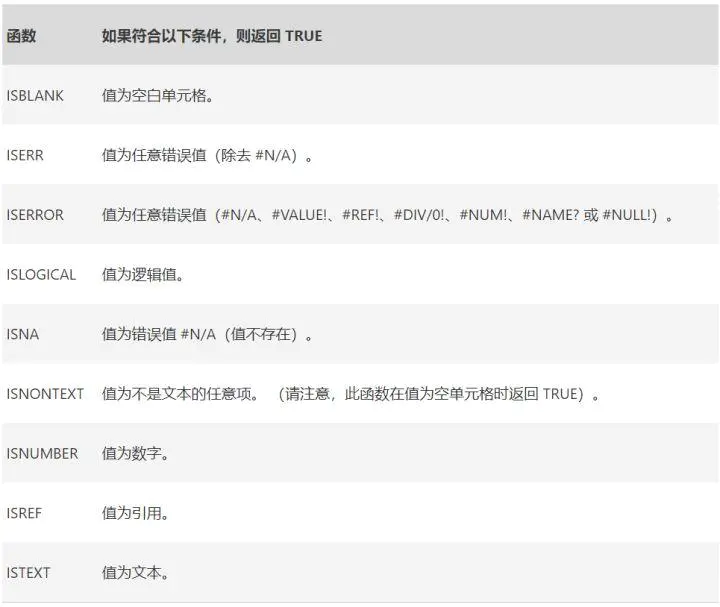 函数 如果符合以下条件，则返回 TRUE
ISBLANK 值为空白单元格。
ISERR 值为任意错误值（除去 #N/A）。
ISERROR 值为任意错误值（#N/A、#VALUE!、#REF!、#DIV/0!、#NUM!、#NAME? 或 #NULL!）。
ISLOGICAL 值为逻辑值。
ISNA 值为错误值 #N/A（值不存在）。
ISNONTEXT 值为不是文本的任意项。 （请注意，此函数在值为空单元格时返回 TRUE）。
ISNUMBER 值为数字。
ISREF 值为引用。
ISTEXT 值为文本。